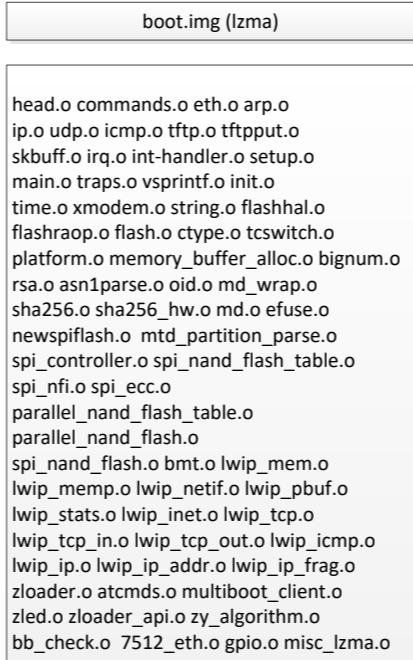 boot.img (lzma)
head.o commands.o eth.o arp.o
ip.o udp.o icmp.o tftp.o tftpput.o
skbuff.o irq.o int-handler.o setup.o
main.o traps.o vsprintf.o init.o
time.o xmodem.o string.o flashhal.o
flashraop.o flash.o ctype.o tcswitch.o
platform.o memory_buffer_alloc.o bignum.o
rsa.o asn1parse.o oid.o md_wrap.o
sha256.o sha256_hw.o md.o efuse.o
newspiflash.o  mtd_partition_parse.o
spi_controller.o spi_nand_flash_table.o
spi_nfi.o spi_ecc.o
parallel_nand_flash_table.o
parallel_nand_flash.o
spi_nand_flash.o bmt.o lwip_mem.o
lwip_memp.o lwip_netif.o lwip_pbuf.o
lwip_stats.o lwip_inet.o lwip_tcp.o
lwip_tcp_in.o lwip_tcp_out.o lwip_icmp.o
lwip_ip.o lwip_ip_addr.o lwip_ip_frag.o
zloader.o atcmds.o multiboot_client.o
zled.o zloader_api.o zy_algorithm.o
bb_check.o  7512_eth.o gpio.o misc_lzma.o